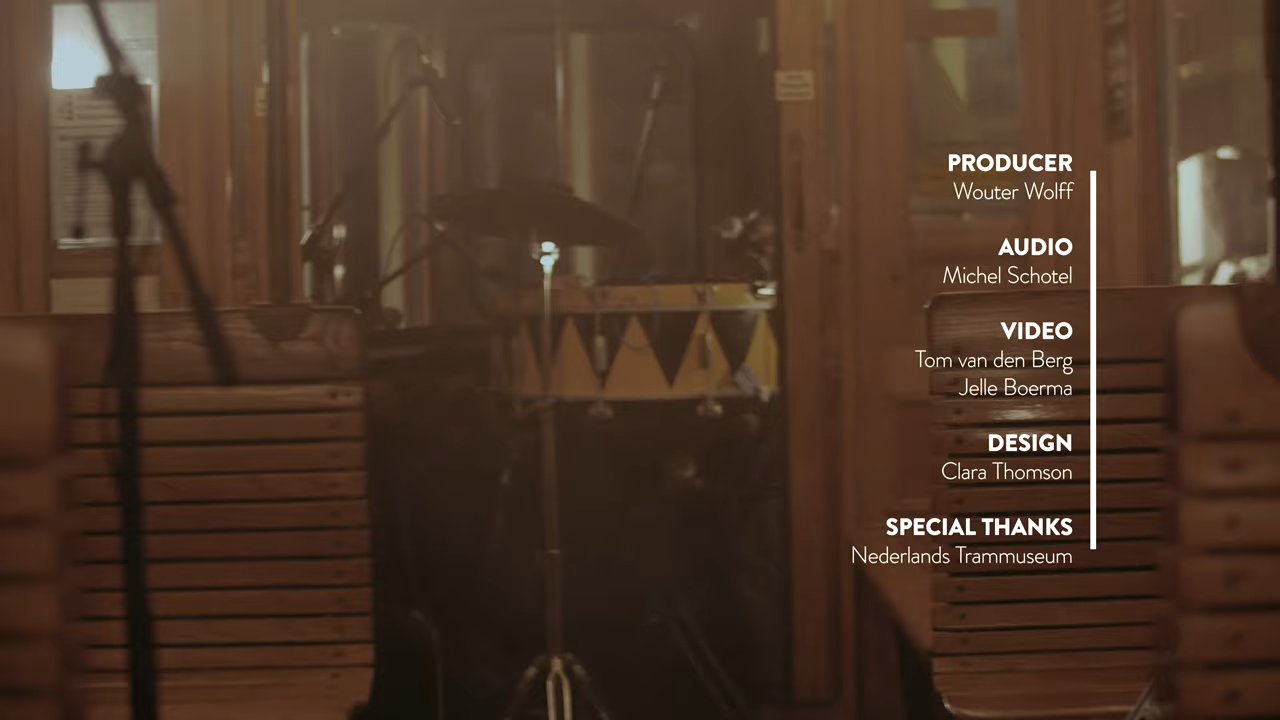 PRODUCER
Wouter Wolff
AUDIO
Michel Schotel
VIDEO
Tom van den Berg
Jelle Boerma
DESIGN
Clara Thomson
SPECIAL THANKS
Nederlands Trammuseum